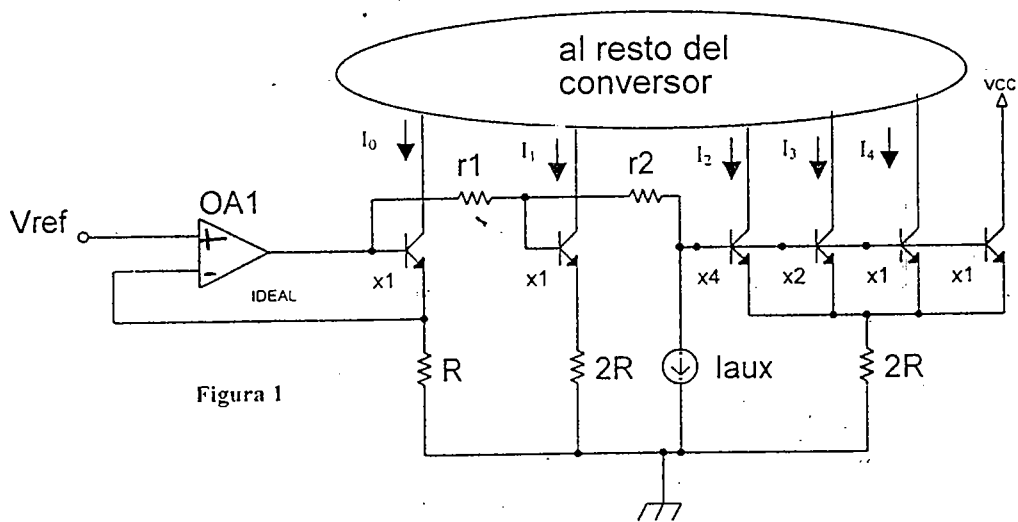 al resto del
conversor
VCC
I₀
I₁
I₂
I₃
I₄
r1
r2
OA1
Vref
+
-
IDEAL
x1
x1
x4
x2
x1
x1
R
2R
Iaux
2R
Figura 1